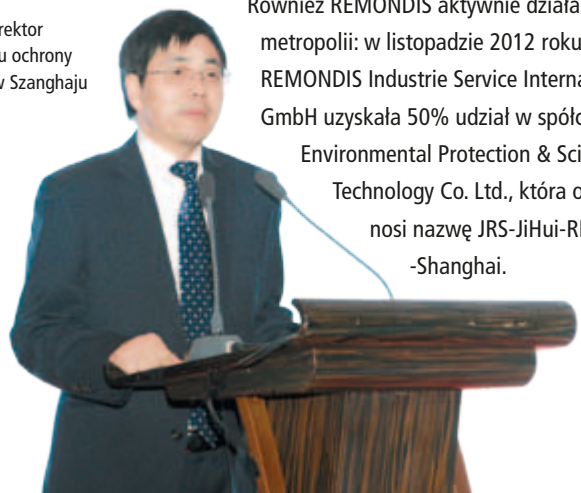 rektor
u ochrony
w Szanghaju
Również REMONDIS aktywnie działa
metropolii: w listopadzie 2012 roku
REMONDIS Industrie Service Interna
GmbH uzyskała 50% udział w spółc
Environmental Protection & Sci
Technology Co. Ltd., która o
nosi nazwę JRS-JiHui-RE
-Shanghai.